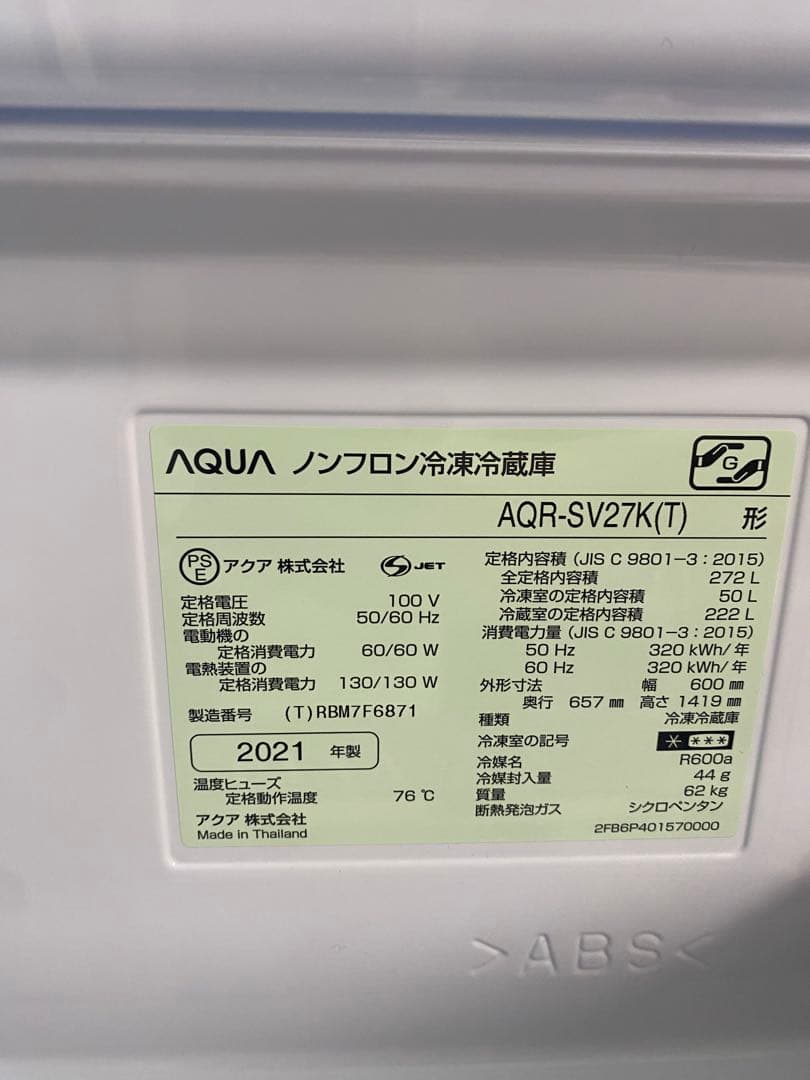 AQUA ノンフロン冷凍冷蔵庫
G
AQR-SV27K(T) 形
PS
E
アクア 株式会社
S JET
定格電圧 100 V
定格周波数 50/60 Hz
電動機の
定格消費電力 60/60 W
電熱装置の
定格消費電力 130/130 W
製造番号 (T)RBM7F6871
2021 年製
温度ヒューズ
定格動作温度 76 ℃
アクア 株式会社
Made in Thailand
定格内容積 (JIS C 9801-3：2015)
全定格内容積 272 L
冷凍室の定格内容積 50 L
冷蔵室の定格内容積 222 L
消費電力量 (JIS C 9801-3：2015)
50 Hz 320 kWh/年
60 Hz 320 kWh/年
外形寸法 幅 600 ㎜
奥行 657 ㎜ 高さ 1419 ㎜
種類 冷凍冷蔵庫
冷凍室の記号 * ***
冷媒名 R600a
冷媒封入量 44 g
質量 62 kg
断熱発泡ガス シクロペンタン
2FB6P401570000
>ABS<